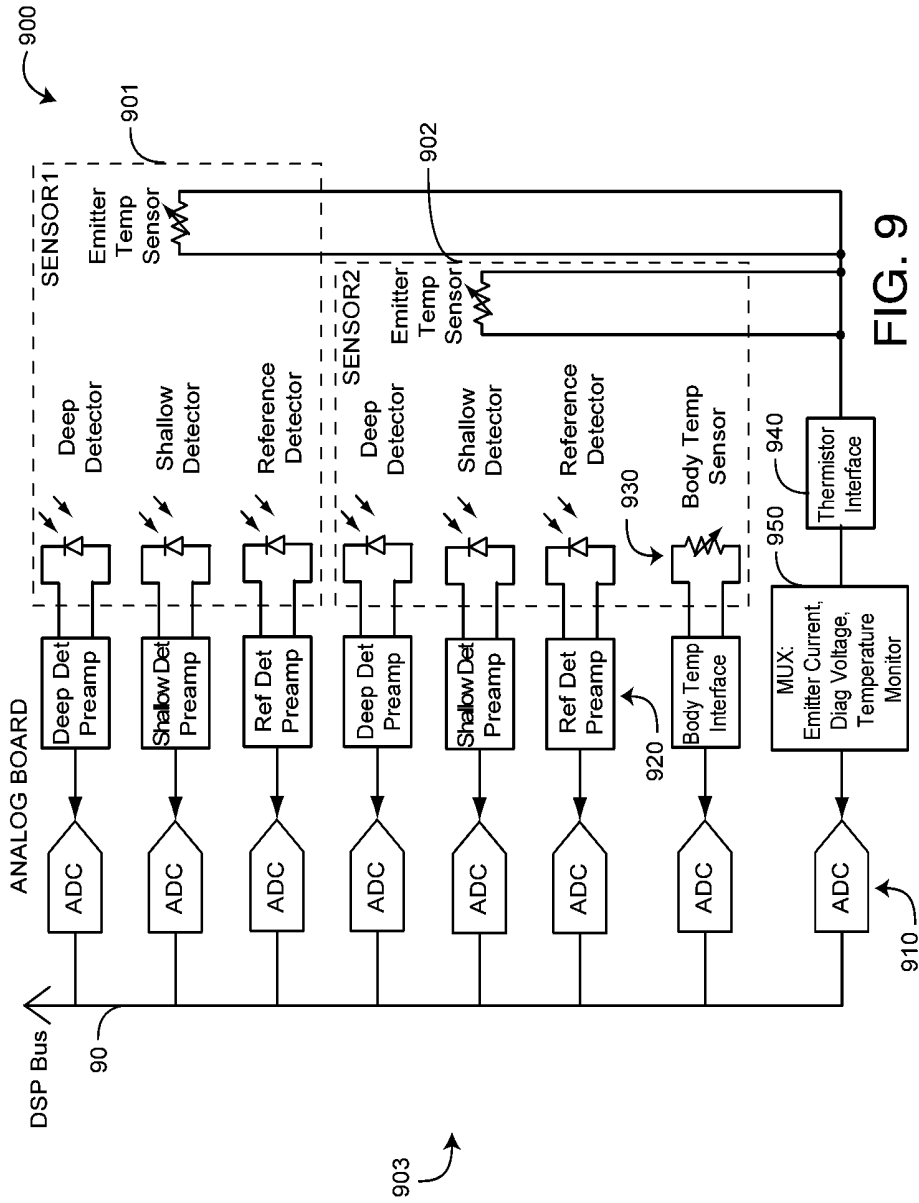 900
901
SENSOR1
Emitter
Temp
Sensor
902
SENSOR2
Emitter
Temp
Sensor
Deep
Detector
Shallow
Detector
Reference
Detector
Deep
Detector
Shallow
Detector
Reference
Detector
Body Temp
Sensor
930
940
Thermistor
Interface
950
MUX:
Emitter Current,
Diag Voltage,
Temperature
Monitor
ANALOG BOARD
Deep Det
Preamp
Shallow Det
Preamp
Ref Det
Preamp
Deep Det
Preamp
Shallow Det
Preamp
Ref Det
Preamp
920
Body Temp
Interface
ADC
ADC
ADC
ADC
ADC
ADC
ADC
ADC
910
DSP Bus
90
903
FIG. 9